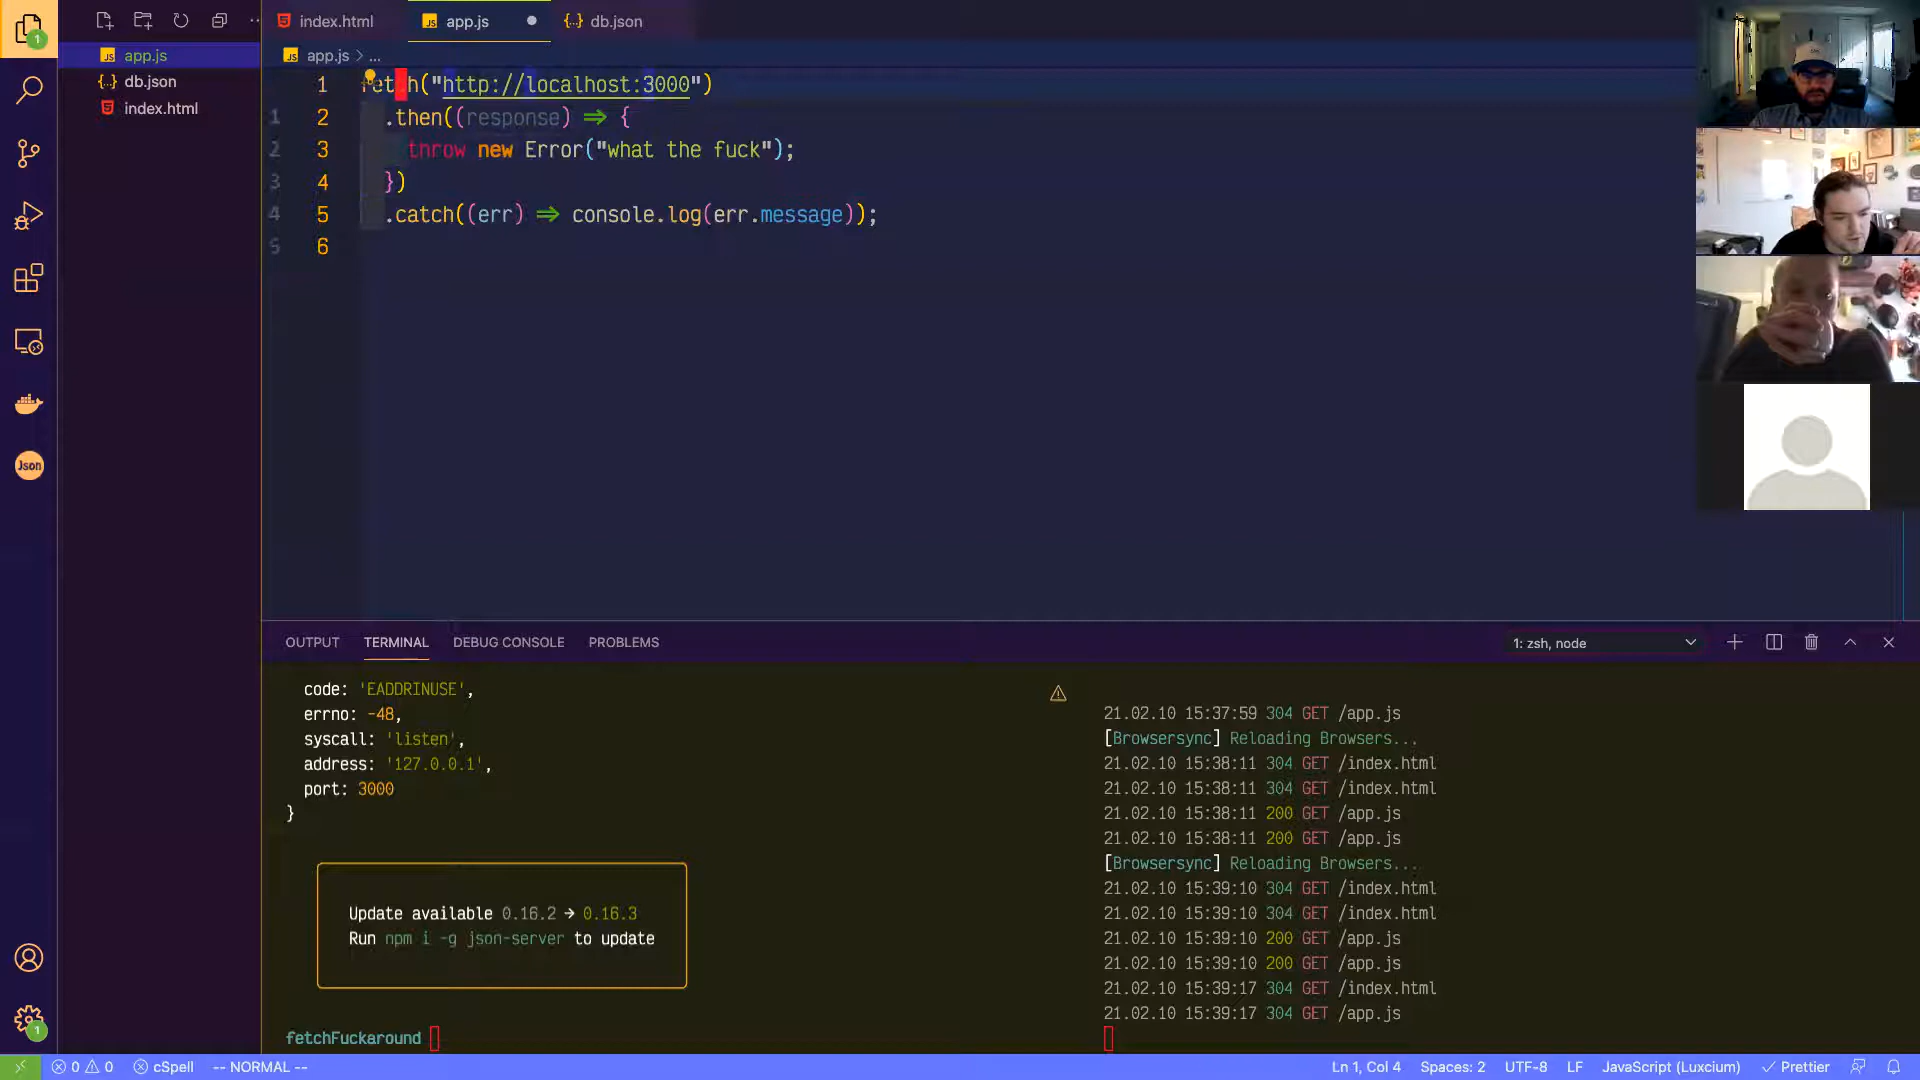 index.html
app.js
db.json
app.js
db.json
index.html
app.js > ...
1 fetch("http://localhost:3000")
1 2 .then((response) => {
2 3 throw new Error("what the fuck");
3 4 })
4 5 .catch((err) => console.log(err.message));
5 6
Json
OUTPUT TERMINAL DEBUG CONSOLE PROBLEMS
1: zsh, node
code: 'EADDRINUSE',
errno: -48,
syscall: 'listen',
address: '127.0.0.1',
port: 3000
}
Update available 0.16.2 → 0.16.3
Run npm i -g json-server to update
fetchFuckaround
21.02.10 15:37:59 304 GET /app.js
[Browsersync] Reloading Browsers...
21.02.10 15:38:11 304 GET /index.html
21.02.10 15:38:11 304 GET /index.html
21.02.10 15:38:11 200 GET /app.js
21.02.10 15:38:11 200 GET /app.js
[Browsersync] Reloading Browsers...
21.02.10 15:39:10 304 GET /index.html
21.02.10 15:39:10 304 GET /index.html
21.02.10 15:39:10 200 GET /app.js
21.02.10 15:39:10 200 GET /app.js
21.02.10 15:39:17 304 GET /index.html
21.02.10 15:39:17 304 GET /app.js
1
1
0 0 cSpell -- NORMAL --
Ln 1, Col 4 Spaces: 2 UTF-8 LF JavaScript (Luxcium) Prettier